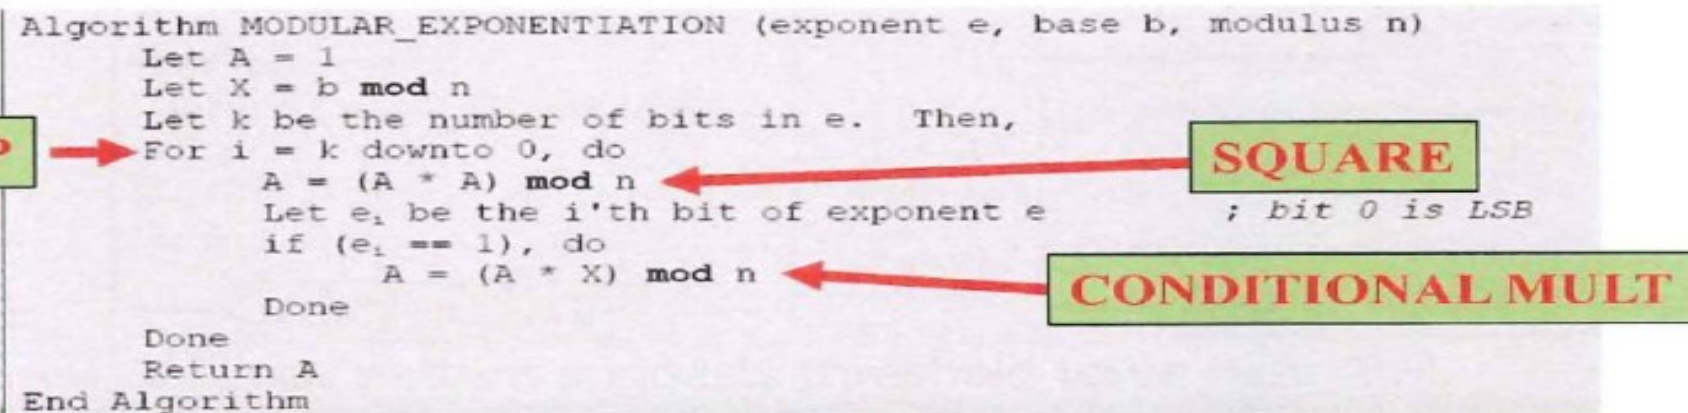 Algorithm MODULAR_EXPONENTIATION (exponent e, base b, modulus n)
Let A = 1
Let X = b mod n
Let k be the number of bits in e. Then,
P
For i = k downto 0, do
SQUARE
A = (A * A) mod n
Let eᵢ be the i'th bit of exponent e ; bit 0 is LSB
if (eᵢ == 1), do
A = (A * X) mod n
CONDITIONAL MULT
Done
Done
Return A
End Algorithm